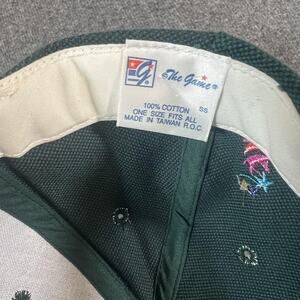 G The Game®
100% COTTON SS
ONE SIZE FITS ALL
MADE IN TAIWAN R.O.C.